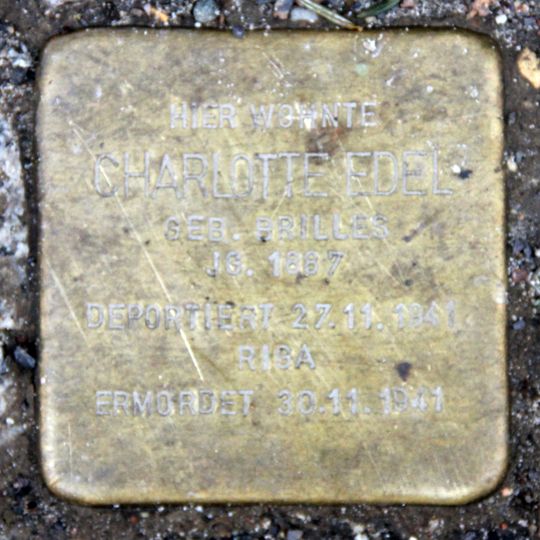 HIER WOHNTE
CHARLOTTE EDEL
GEB. BRILLES
JG. 1887
DEPORTIERT 27.11.1941
RIGA
ERMORDET 30.11.1941